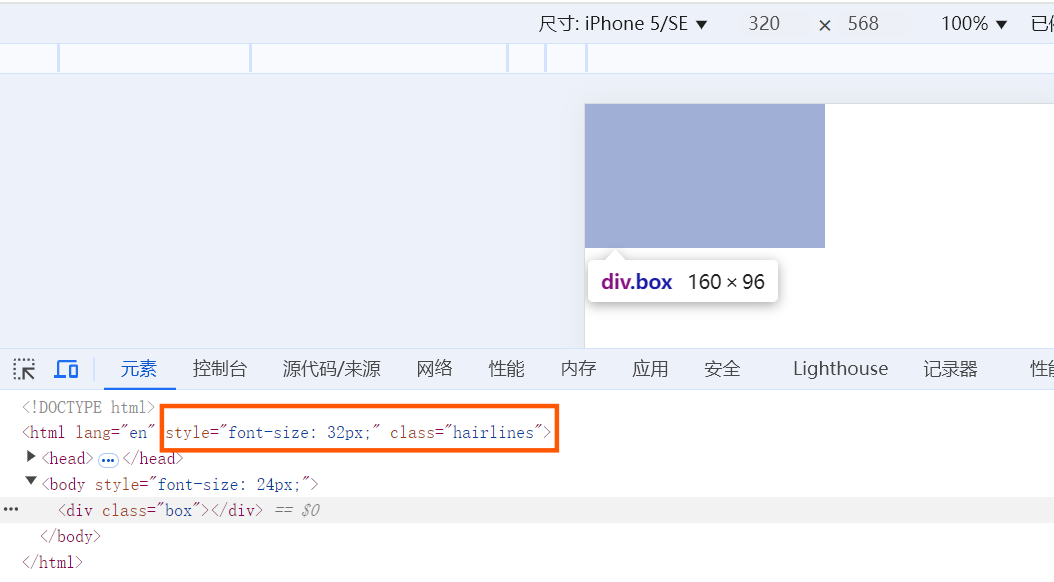 尺寸: iPhone 5/SE ▼ 320 × 568 100% ▼
div.box 160 × 96
元素 控制台 源代码/来源 网络 性能 内存 应用 安全 Lighthouse 记录器
<!DOCTYPE html>
<html lang="en" style="font-size: 32px;" class="hairlines">
▶ <head> ••• </head>
▼ <body style="font-size: 24px;">
••• <div class="box"></div> == $0
</body>
</html>